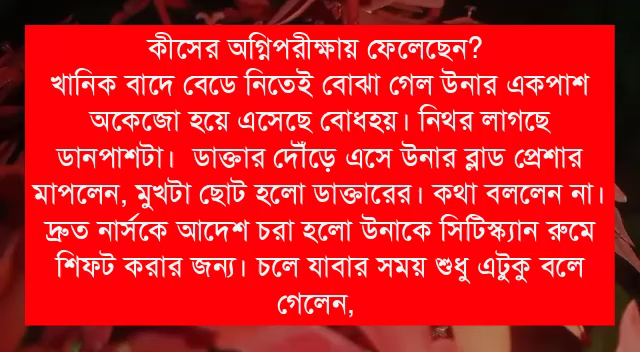 কীসের অগ্নিপরীক্ষায় ফেলেছেন?
খানিক বাদে বেডে নিতেই বোঝা গেল উনার একপাশ
অকেজো হয়ে এসেছে বোধহয়। নিথর লাগছে
ডানপাশটা। ডাক্তার দৌঁড়ে এসে উনার ব্লাড প্রেশার
মাপলেন, মুখটা ছোট হলো ডাক্তারের। কথা বললেন না।
দ্রুত নার্সকে আদেশ চরা হলো উনাকে সিটিস্ক্যান রুমে
শিফট করার জন্য। চলে যাবার সময় শুধু এটুকু বলে
গেলেন,